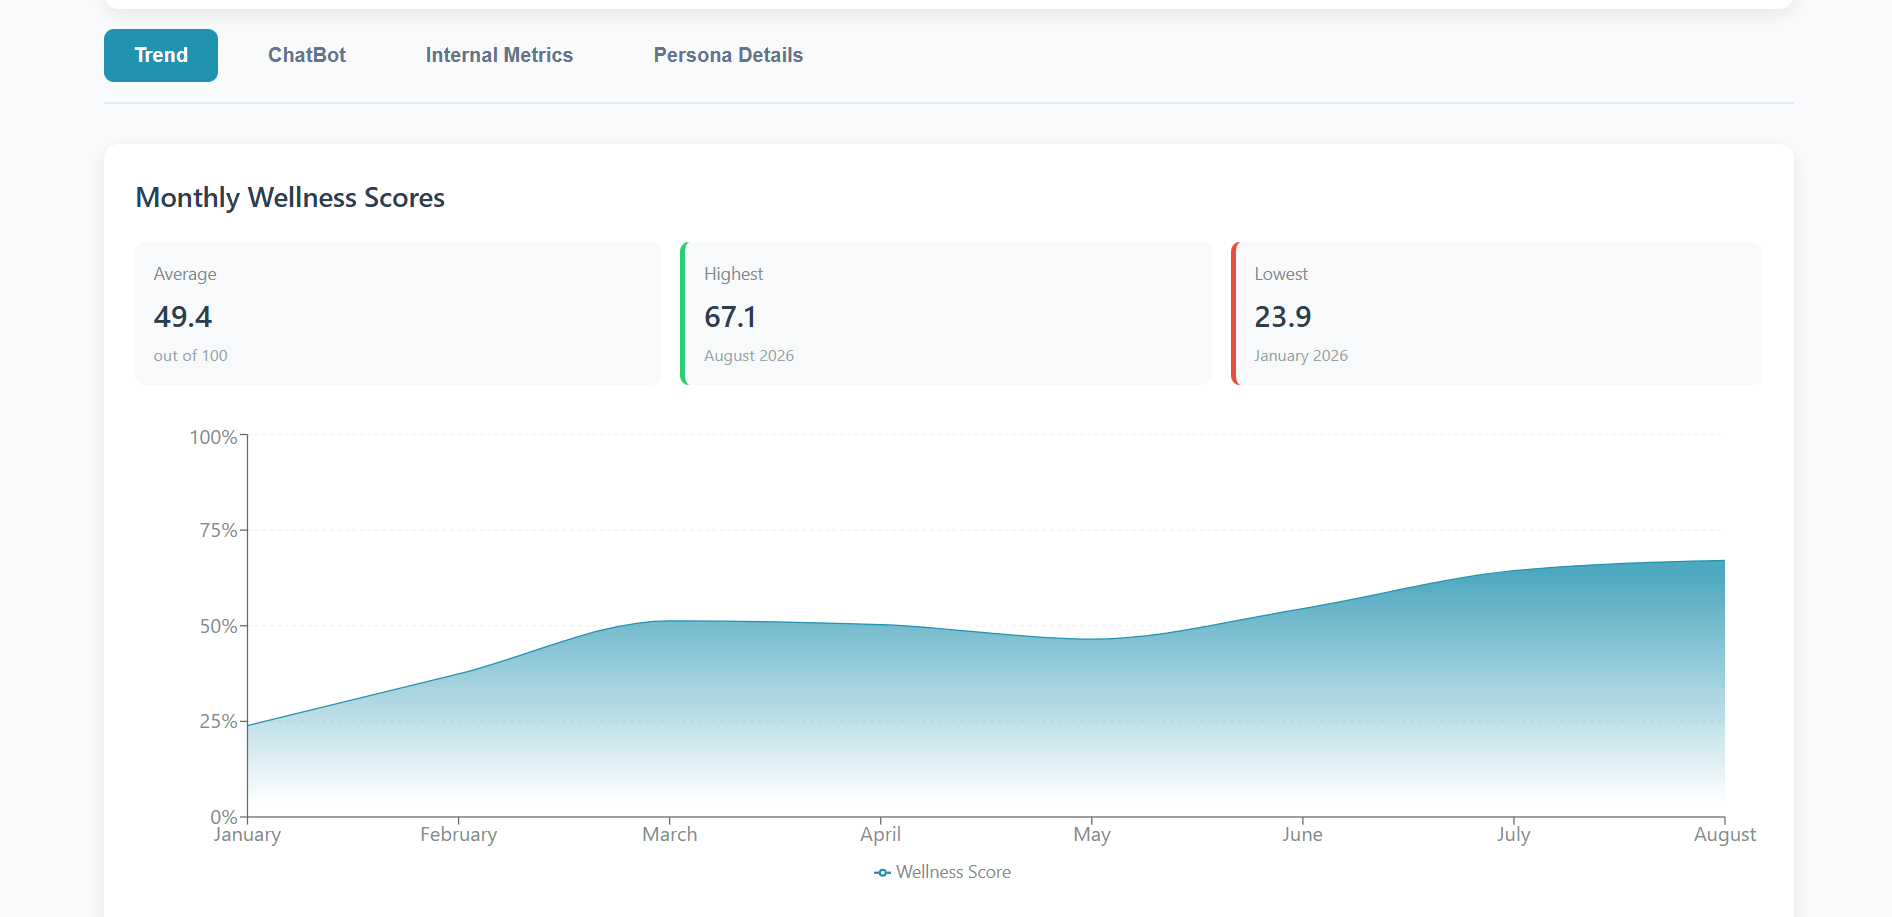 Trend
ChatBot
Internal Metrics
Persona Details
Monthly Wellness Scores
Average
49.4
out of 100
Highest
67.1
August 2026
Lowest
23.9
January 2026
100%
75%
50%
25%
0%
January
February
March
April
May
June
July
August
Wellness Score